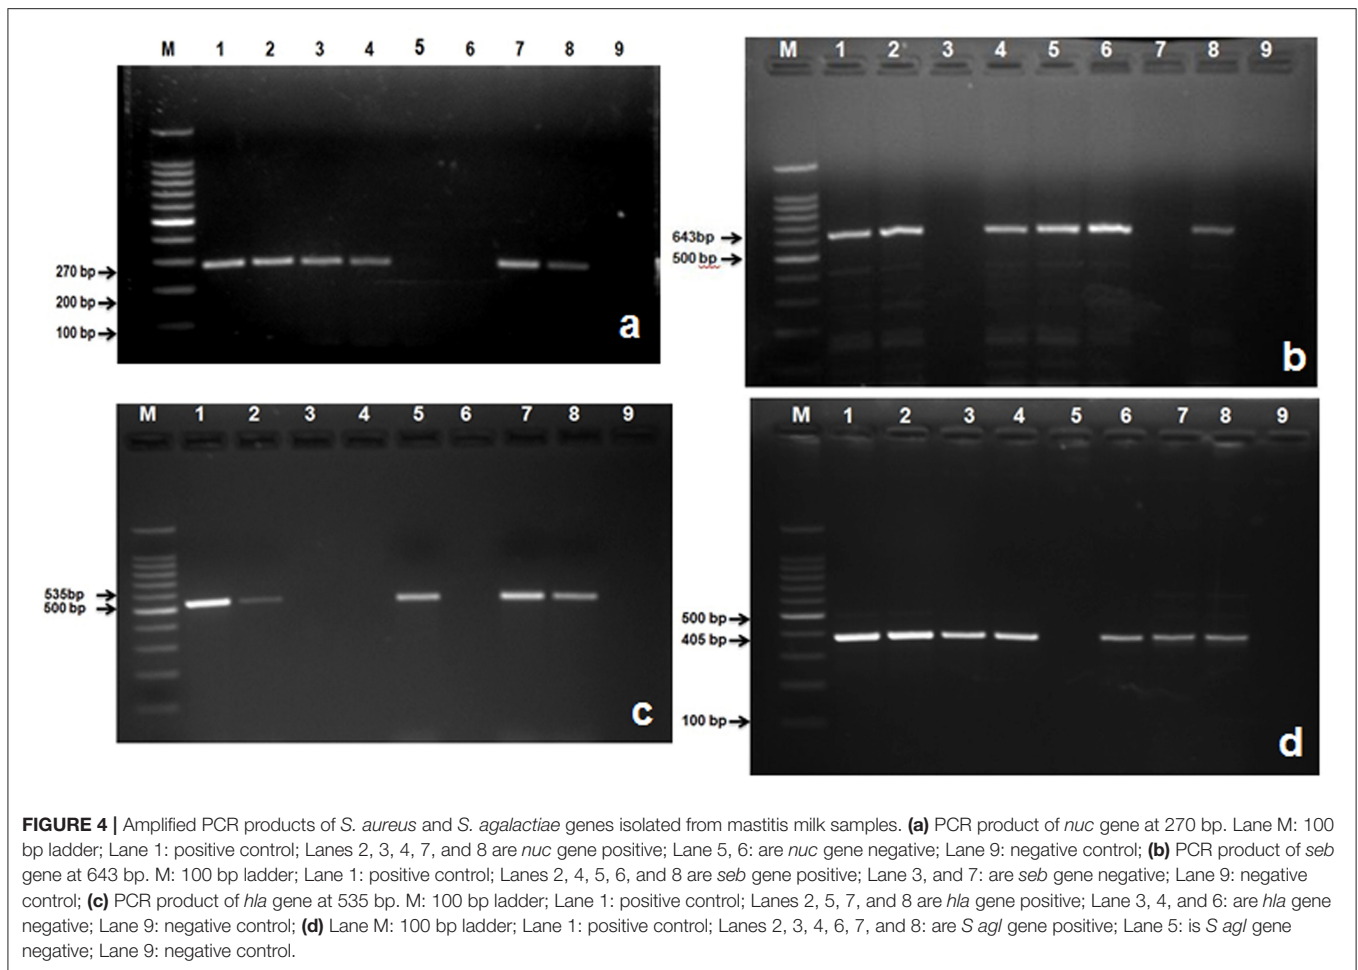 M 1 2 3 4 5 6 7 8 9
270 bp
200 bp
100 bp
a
M 1 2 3 4 5 6 7 8 9
643bp
500 bp
b
M 1 2 3 4 5 6 7 8 9
535bp
500 bp
c
M 1 2 3 4 5 6 7 8 9
500 bp
405 bp
100 bp
d
FIGURE 4 | Amplified PCR products of S. aureus and S. agalactiae genes isolated from mastitis milk samples. (a) PCR product of nuc gene at 270 bp. Lane M: 100
bp ladder; Lane 1: positive control; Lanes 2, 3, 4, 7, and 8 are nuc gene positive; Lane 5, 6: are nuc gene negative; Lane 9: negative control; (b) PCR product of seb
gene at 643 bp. M: 100 bp ladder; Lane 1: positive control; Lanes 2, 4, 5, 6, and 8 are seb gene positive; Lane 3, and 7: are seb gene negative; Lane 9: negative
control; (c) PCR product of hla gene at 535 bp. M: 100 bp ladder; Lane 1: positive control; Lanes 2, 5, 7, and 8 are hla gene positive; Lane 3, 4, and 6: are hla gene
negative; Lane 9: negative control; (d) Lane M: 100 bp ladder; Lane 1: positive control; Lanes 2, 3, 4, 6, 7, and 8: are S agl gene positive; Lane 5: is S agl gene
negative; Lane 9: negative control.